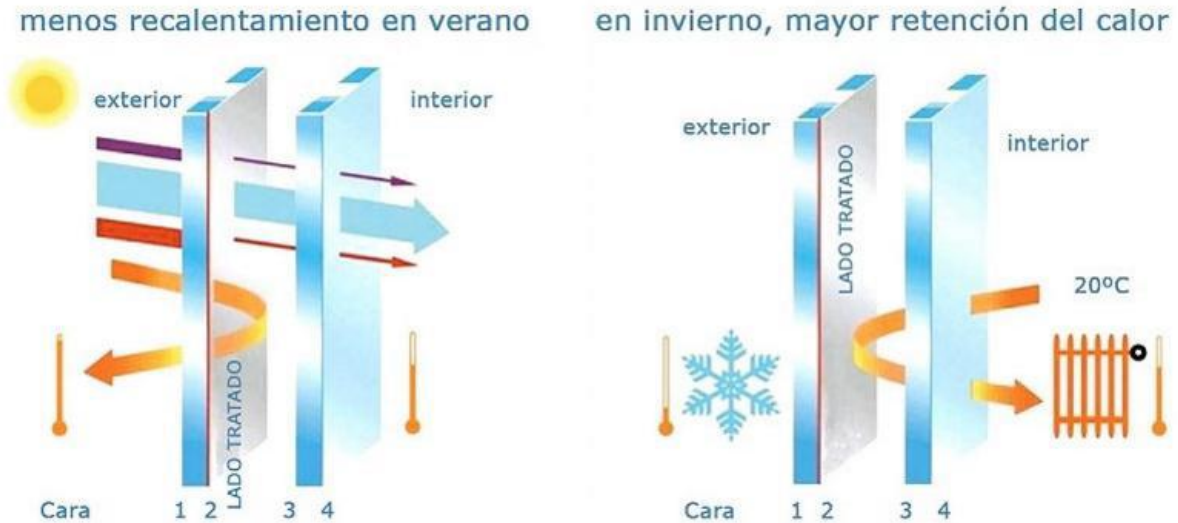 menos recalentamiento en verano
exterior
interior
LADO TRATADO
Cara 1 2 3 4
en invierno, mayor retención del calor
exterior
interior
LADO TRATADO
20ºC
Cara 1 2 3 4